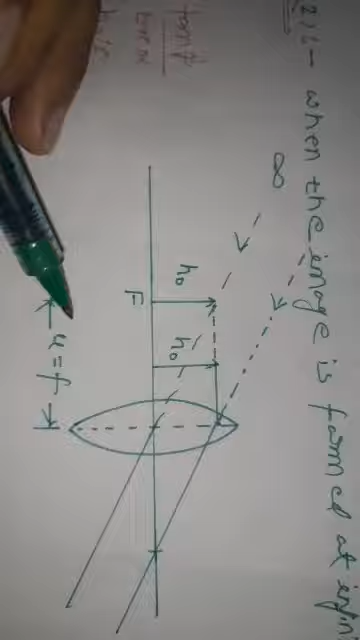 - when the image is formed at infin
∞
h₀
h₀
F
u=f